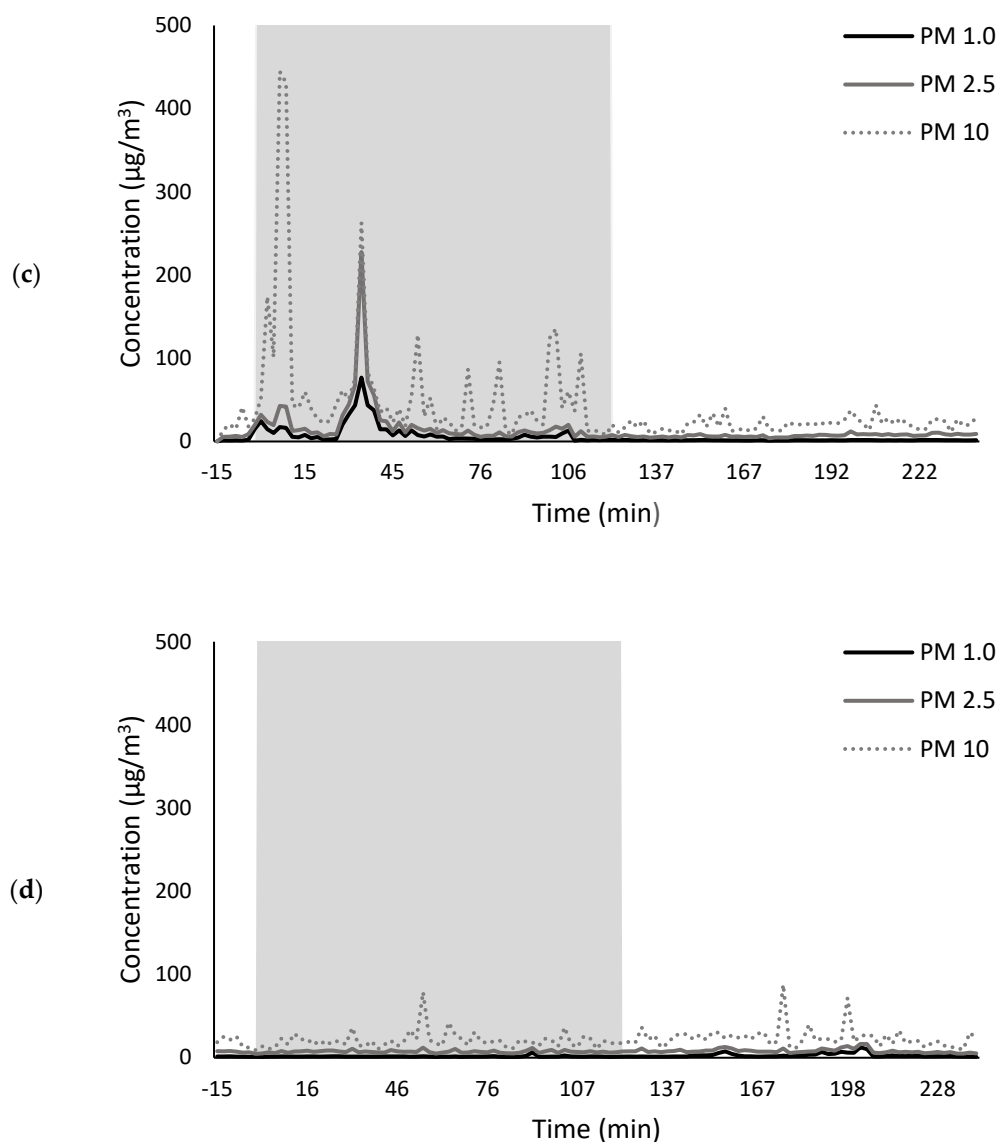 (c)
Concentration (µg/m³)
500
400
300
200
100
0
-15 15 45 76 106 137 167 192 222
Time (min)
PM 1.0
PM 2.5
PM 10
(d)
Concentration (µg/m³)
500
400
300
200
100
0
-15 16 46 76 107 137 167 198 228
Time (min)
PM 1.0
PM 2.5
PM 10